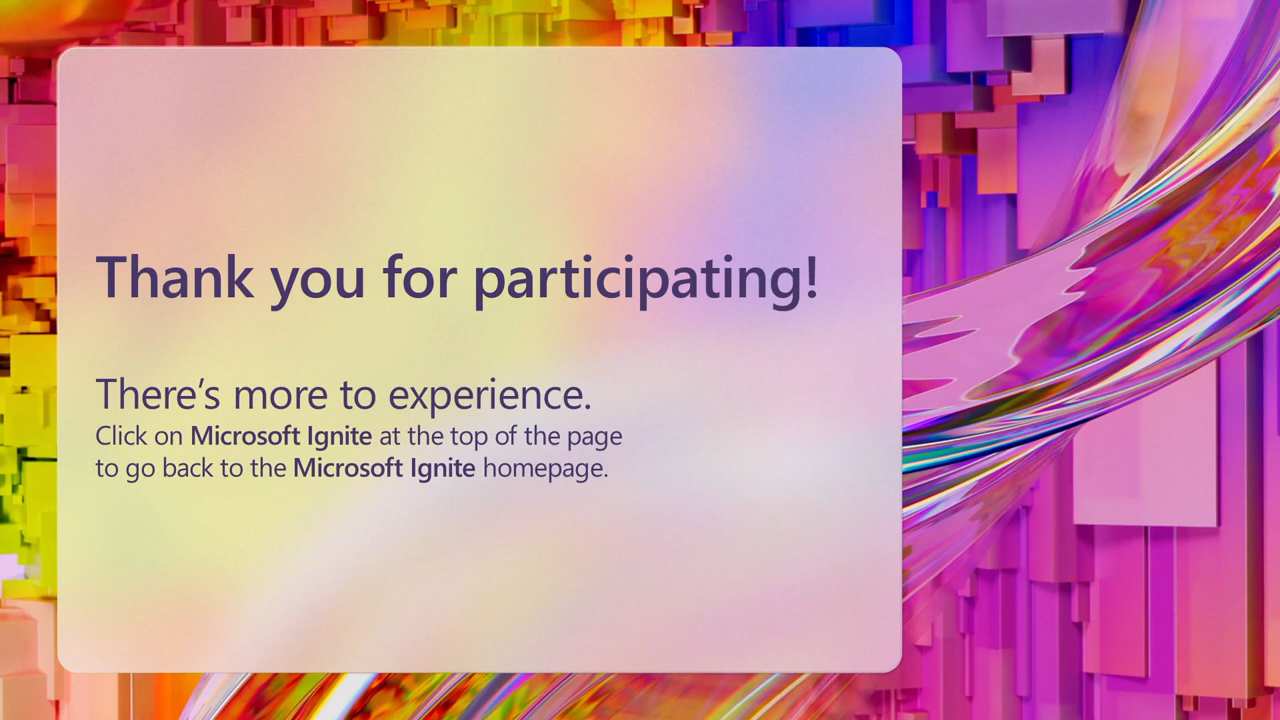 Thank you for participating!
There’s more to experience.
Click on Microsoft Ignite at the top of the page
to go back to the Microsoft Ignite homepage.